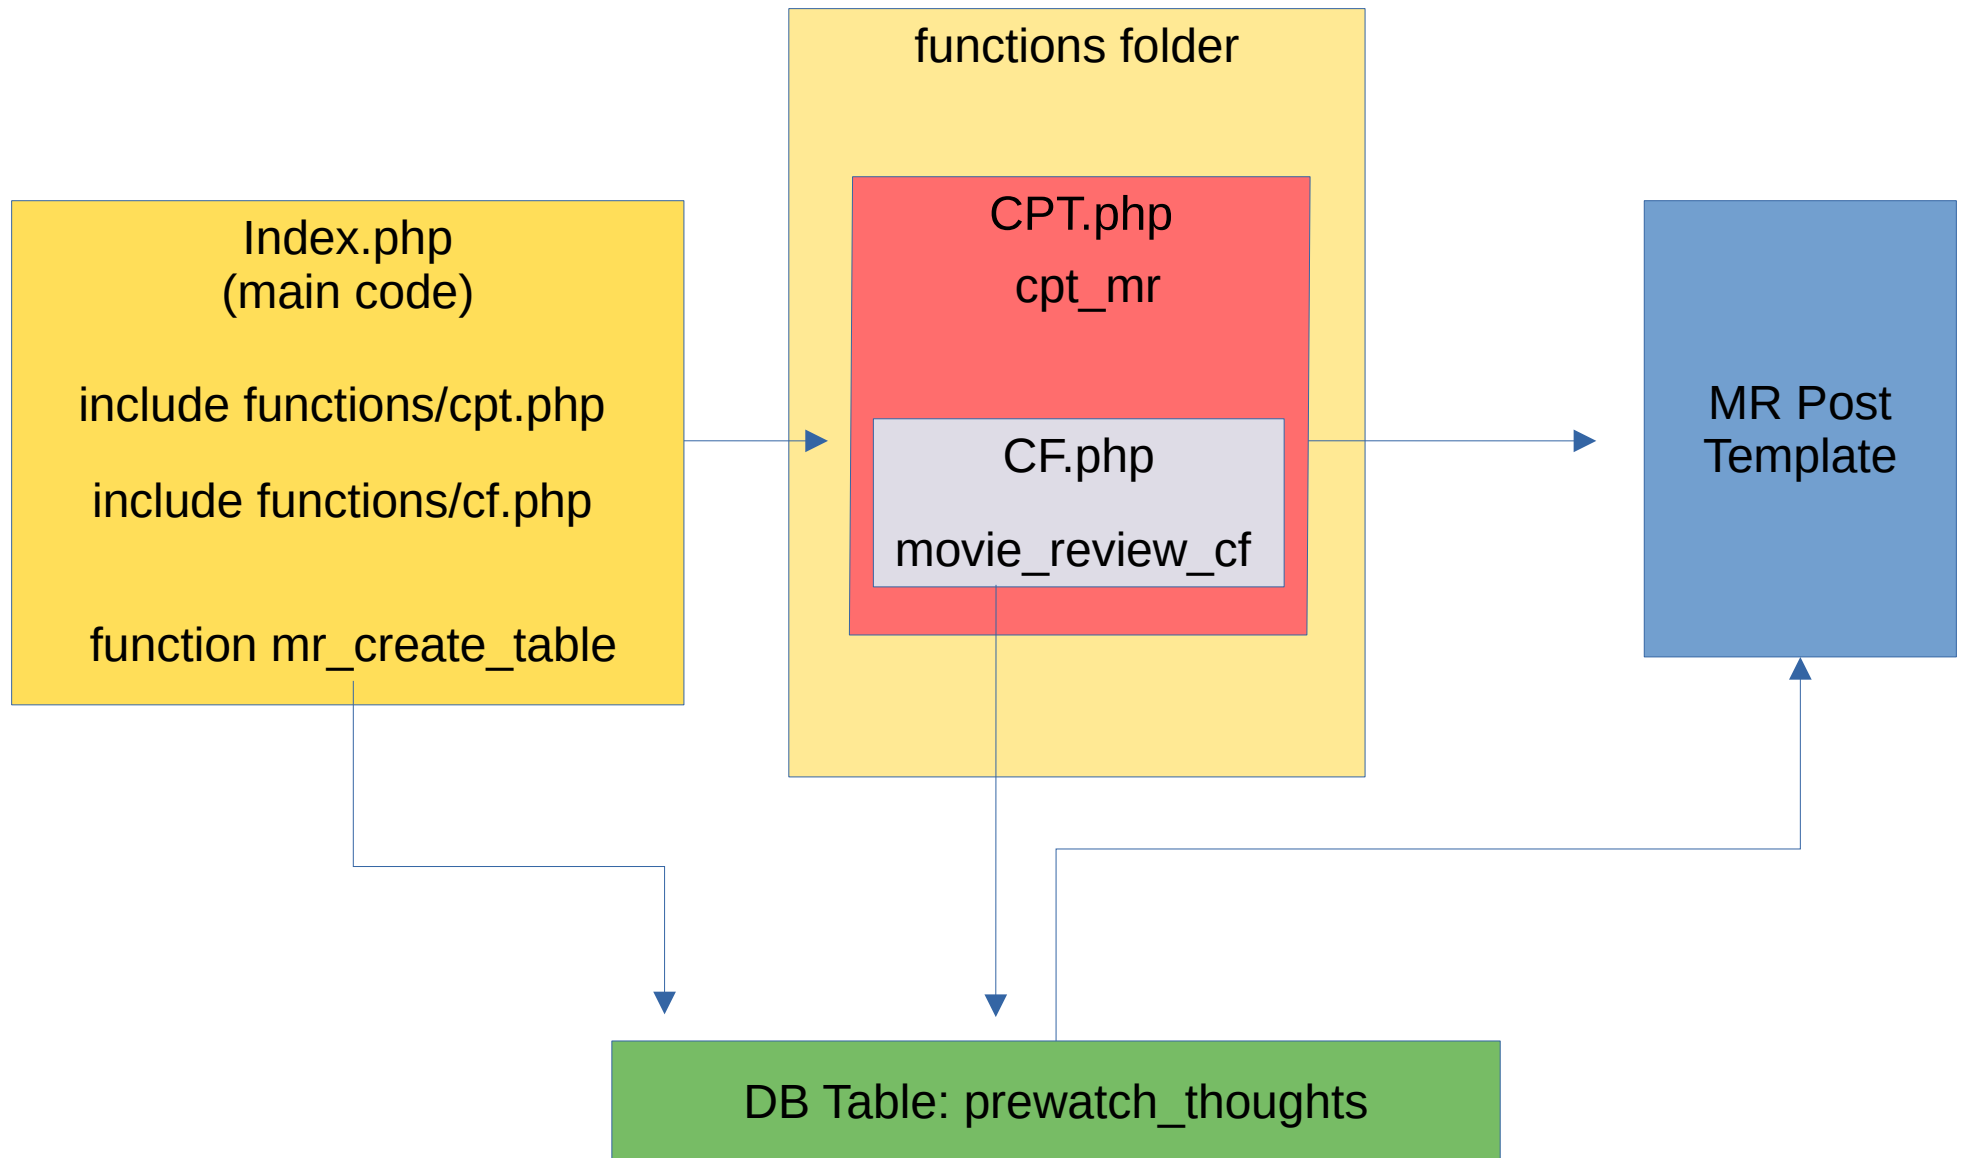 functions folder
Index.php
(main code)
include functions/cpt.php
include functions/cf.php
function mr_create_table
CPT.php
cpt_mr
CF.php
movie_review_cf
MR Post
Template
DB Table: prewatch_thoughts